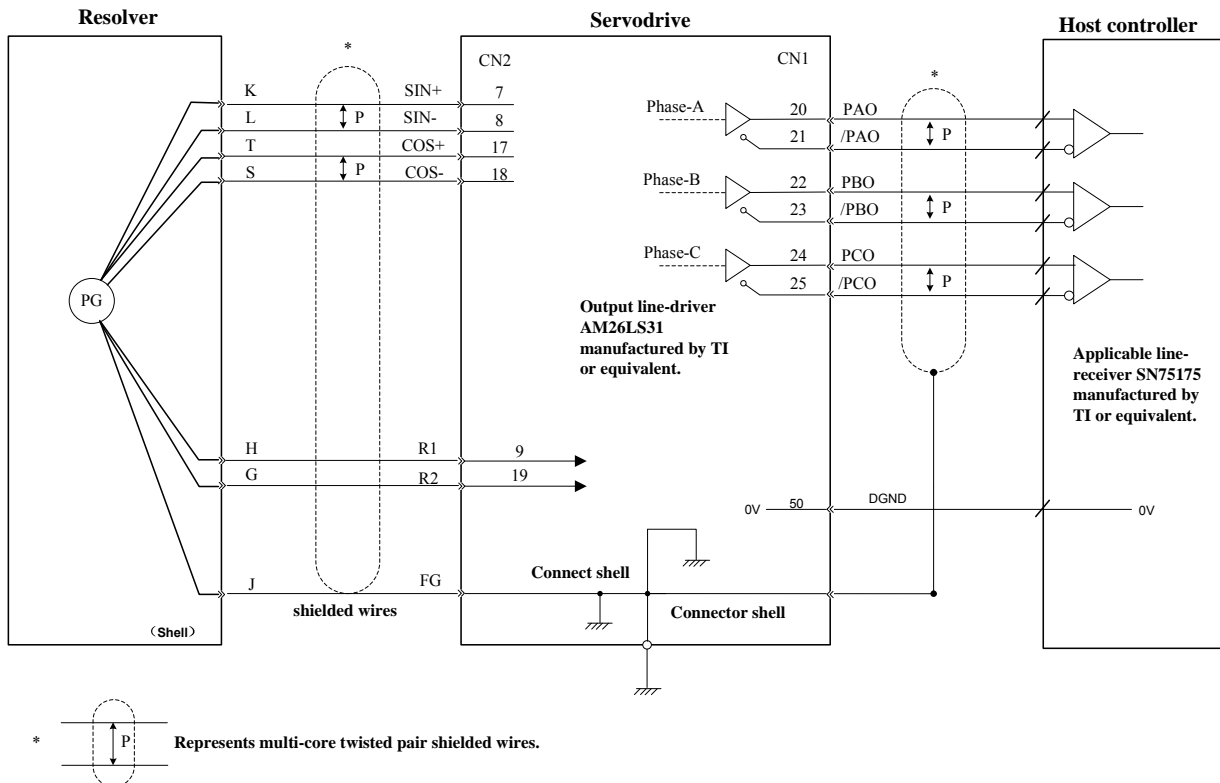 Resolver
Servodrive
Host controller
*
CN2
CN1
*
K SIN+ 7
P
L SIN- 8
T COS+ 17
P
S COS- 18
Phase-A 20 PAO
P
21 /PAO
Phase-B 22 PBO
P
23 /PBO
Phase-C 24 PCO
P
25 /PCO
PG
Output line-driver
AM26LS31
manufactured by TI
or equivalent.
Applicable line-
receiver SN75175
manufactured by
TI or equivalent.
H R1 9
G R2 19
0V 50 DGND 0V
Connect shell
J FG
shielded wires
Connector shell
（Shell）
* P Represents multi-core twisted pair shielded wires.